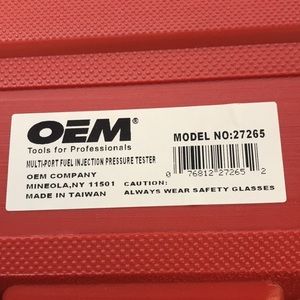 OEM®
Tools for Professionals
MODEL NO:27265
MULTI-PORT FUEL INJECTION PRESSURE TESTER
OEM COMPANY
MINEOLA,NY 11501
MADE IN TAIWAN
CAUTION:
ALWAYS WEAR SAFETY GLASSES
0 76812 27265 2